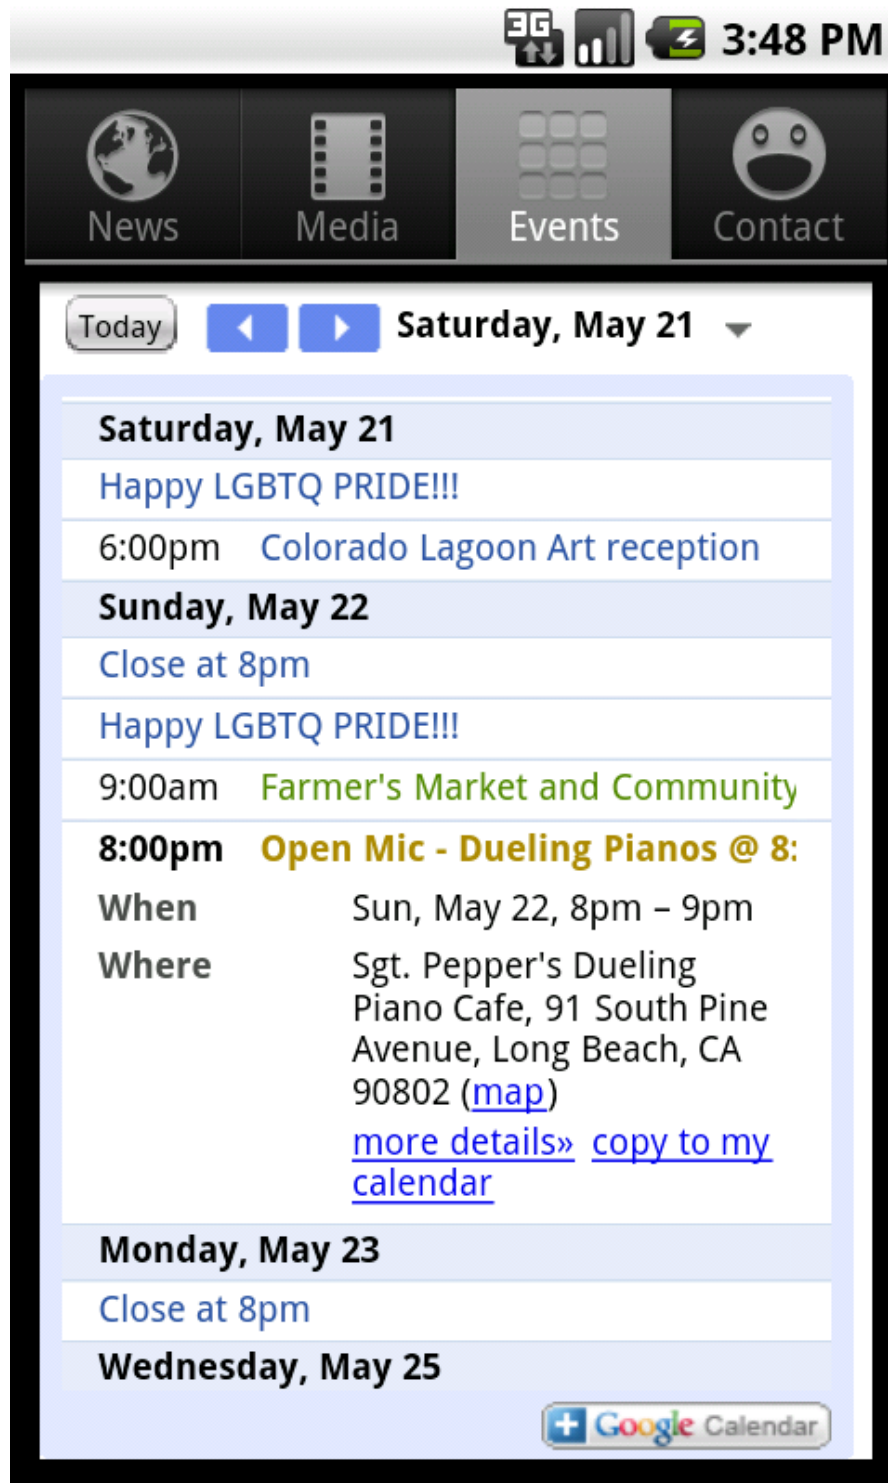 3G 3:48 PM
News Media Events Contact
Today Saturday, May 21
Saturday, May 21
Happy LGBTQ PRIDE!!!
6:00pm Colorado Lagoon Art reception
Sunday, May 22
Close at 8pm
Happy LGBTQ PRIDE!!!
9:00am Farmer's Market and Community
8:00pm Open Mic - Dueling Pianos @ 8:
When Sun, May 22, 8pm – 9pm
Where Sgt. Pepper's Dueling
Piano Cafe, 91 South Pine
Avenue, Long Beach, CA
90802 (map)
more details» copy to my
calendar
Monday, May 23
Close at 8pm
Wednesday, May 25
Google Calendar